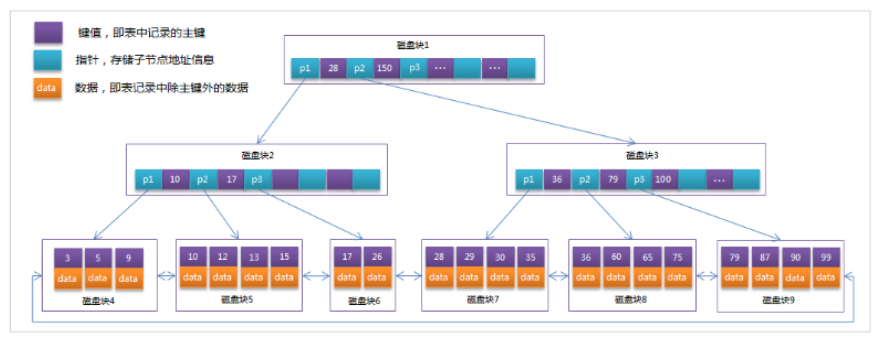 键值，即表中记录的主键
指针，存储子节点地址信息
data 数据，即表记录中除主键外的数据
磁盘块1
p1 28 p2 150 p3 ••• •••
磁盘块2
p1 10 p2 17 p3
磁盘块3
p1 36 p2 79 p3 100 •••
3 5 9
data data data
磁盘块4
10 12 13 15
data data data data
磁盘块5
17 26
data data
磁盘块6
28 29 30 35
data data data data
磁盘块7
36 60 65 75
data data data data
磁盘块8
79 87 90 99
data data data data
磁盘块9